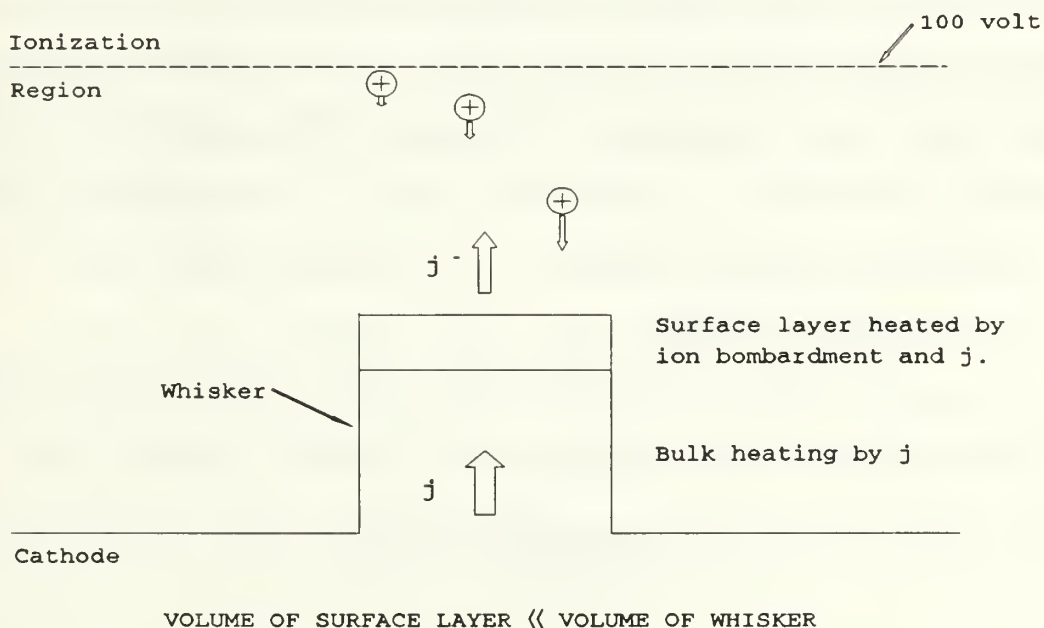 100 volt
Ionization
Region
+
+
+
j -
Surface layer heated by
ion bombardment and j.
Whisker
Bulk heating by j
j
Cathode
VOLUME OF SURFACE LAYER ⟨⟨ VOLUME OF WHISKER